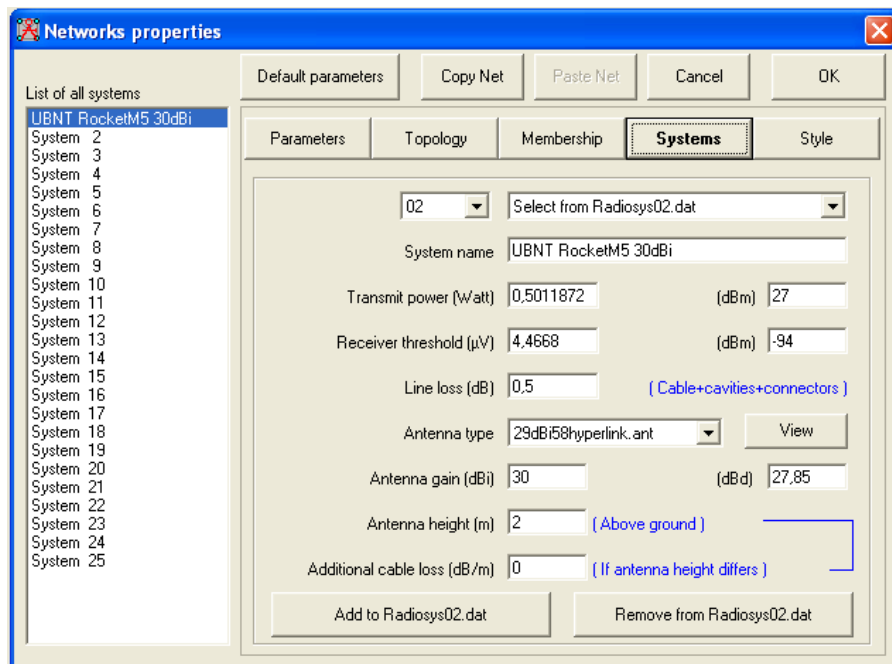 Networks properties
Default parameters Copy Net Paste Net Cancel OK
List of all systems
UBNT RocketM5 30dBi
System 2
System 3
System 4
System 5
System 6
System 7
System 8
System 9
System 10
System 11
System 12
System 13
System 14
System 15
System 16
System 17
System 18
System 19
System 20
System 21
System 22
System 23
System 24
System 25
Parameters Topology Membership Systems Style
02 Select from Radiosys02.dat
System name UBNT RocketM5 30dBi
Transmit power (Watt) 0,5011872 (dBm) 27
Receiver threshold (µV) 4,4668 (dBm) -94
Line loss (dB) 0,5 ( Cable+cavities+connectors )
Antenna type 29dBi58hyperlink.ant View
Antenna gain (dBi) 30 (dBd) 27,85
Antenna height (m) 2 ( Above ground )
Additional cable loss (dB/m) 0 ( If antenna height differs )
Add to Radiosys02.dat Remove from Radiosys02.dat